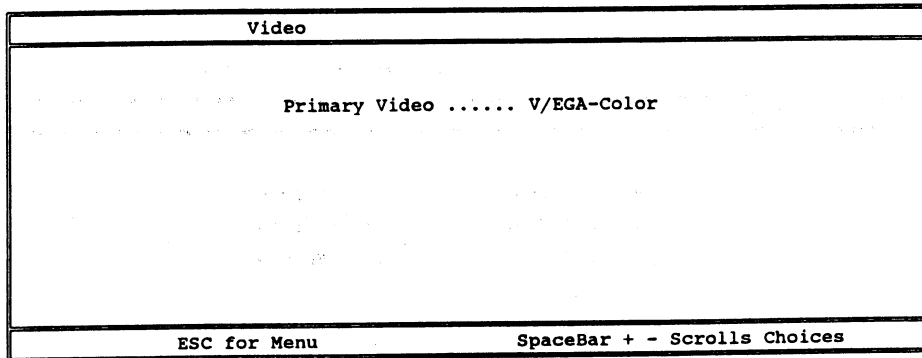 Video
Primary Video ...... V/EGA-Color
ESC for Menu SpaceBar + - Scrolls Choices